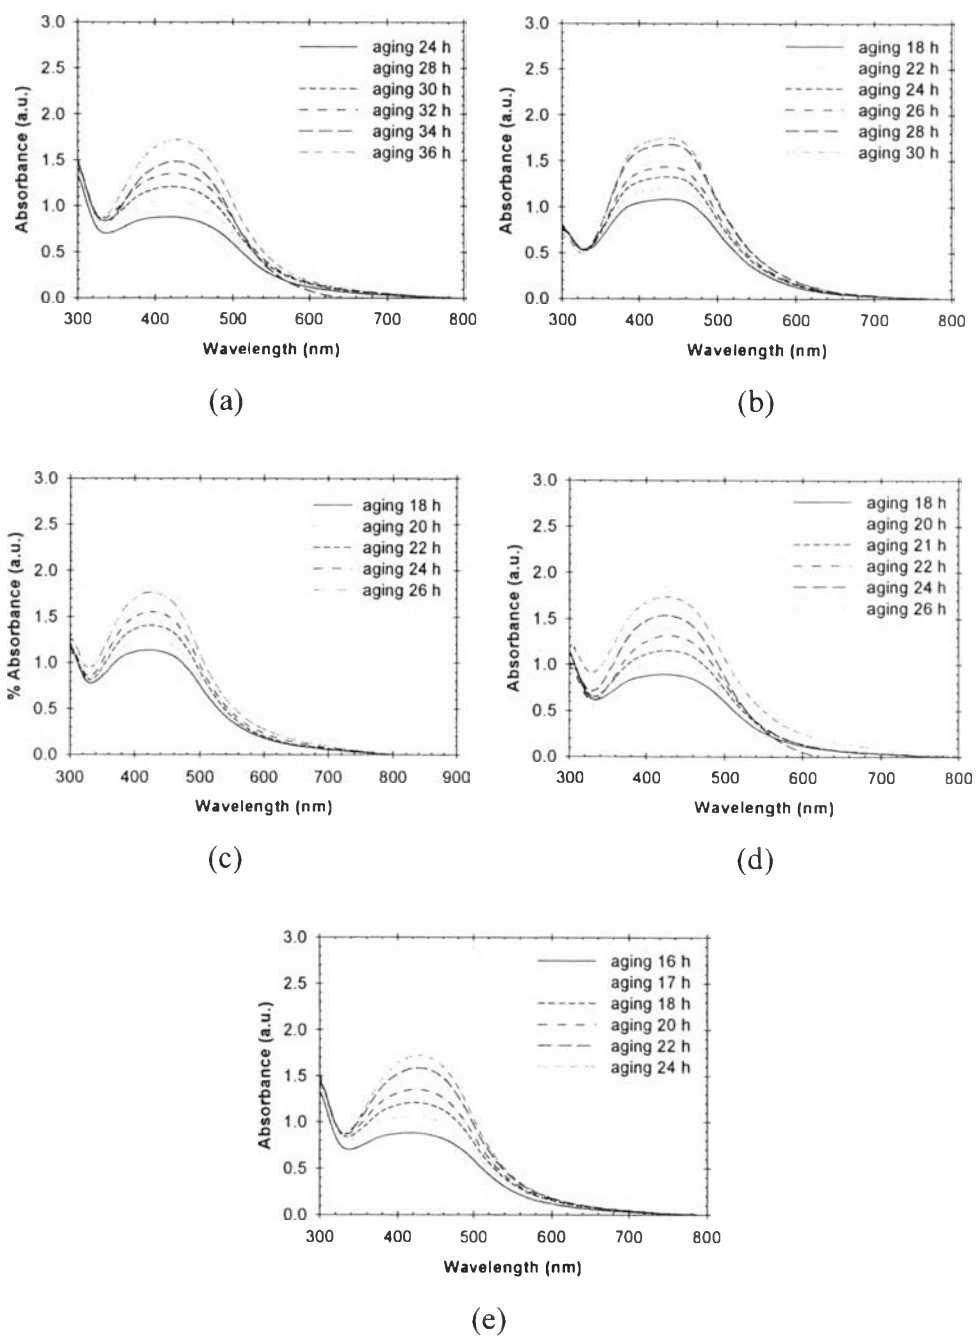 3.0
2.5
2.0
1.5
1.0
0.5
0.0
Absorbance (a.u.)
aging 24 h
aging 28 h
aging 30 h
aging 32 h
aging 34 h
aging 36 h
300 400 500 600 700 800
Wavelength (nm)
(a)
3.0
2.5
2.0
1.5
1.0
0.5
0.0
Absorbance (a.u.)
aging 18 h
aging 22 h
aging 24 h
aging 26 h
aging 28 h
aging 30 h
300 400 500 600 700 800
Wavelength (nm)
(b)
3.0
2.5
2.0
1.5
1.0
0.5
0.0
% Absorbance (a.u.)
aging 18 h
aging 20 h
aging 22 h
aging 24 h
aging 26 h
300 400 500 600 700 800 900
Wavelength (nm)
(c)
3.0
2.5
2.0
1.5
1.0
0.5
0.0
Absorbance (a.u.)
aging 18 h
aging 20 h
aging 21 h
aging 22 h
aging 24 h
aging 26 h
300 400 500 600 700 800
Wavelength (nm)
(d)
3.0
2.5
2.0
1.5
1.0
0.5
0.0
Absorbance (a.u.)
aging 16 h
aging 17 h
aging 18 h
aging 20 h
aging 22 h
aging 24 h
300 400 500 600 700 800
Wavelength (nm)
(e)